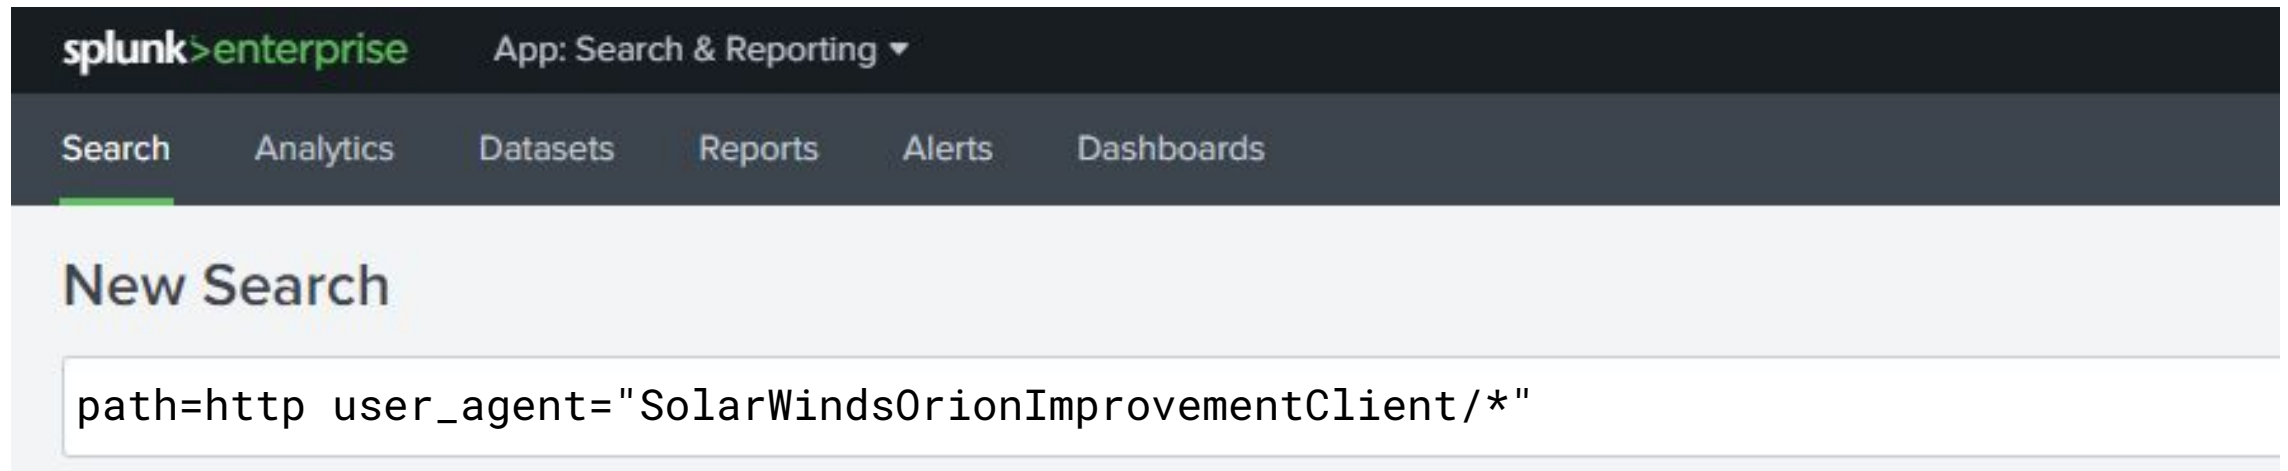 splunk>enterprise App: Search & Reporting
Search Analytics Datasets Reports Alerts Dashboards
New Search
path=http user_agent="SolarWindsOrionImprovementClient/*"